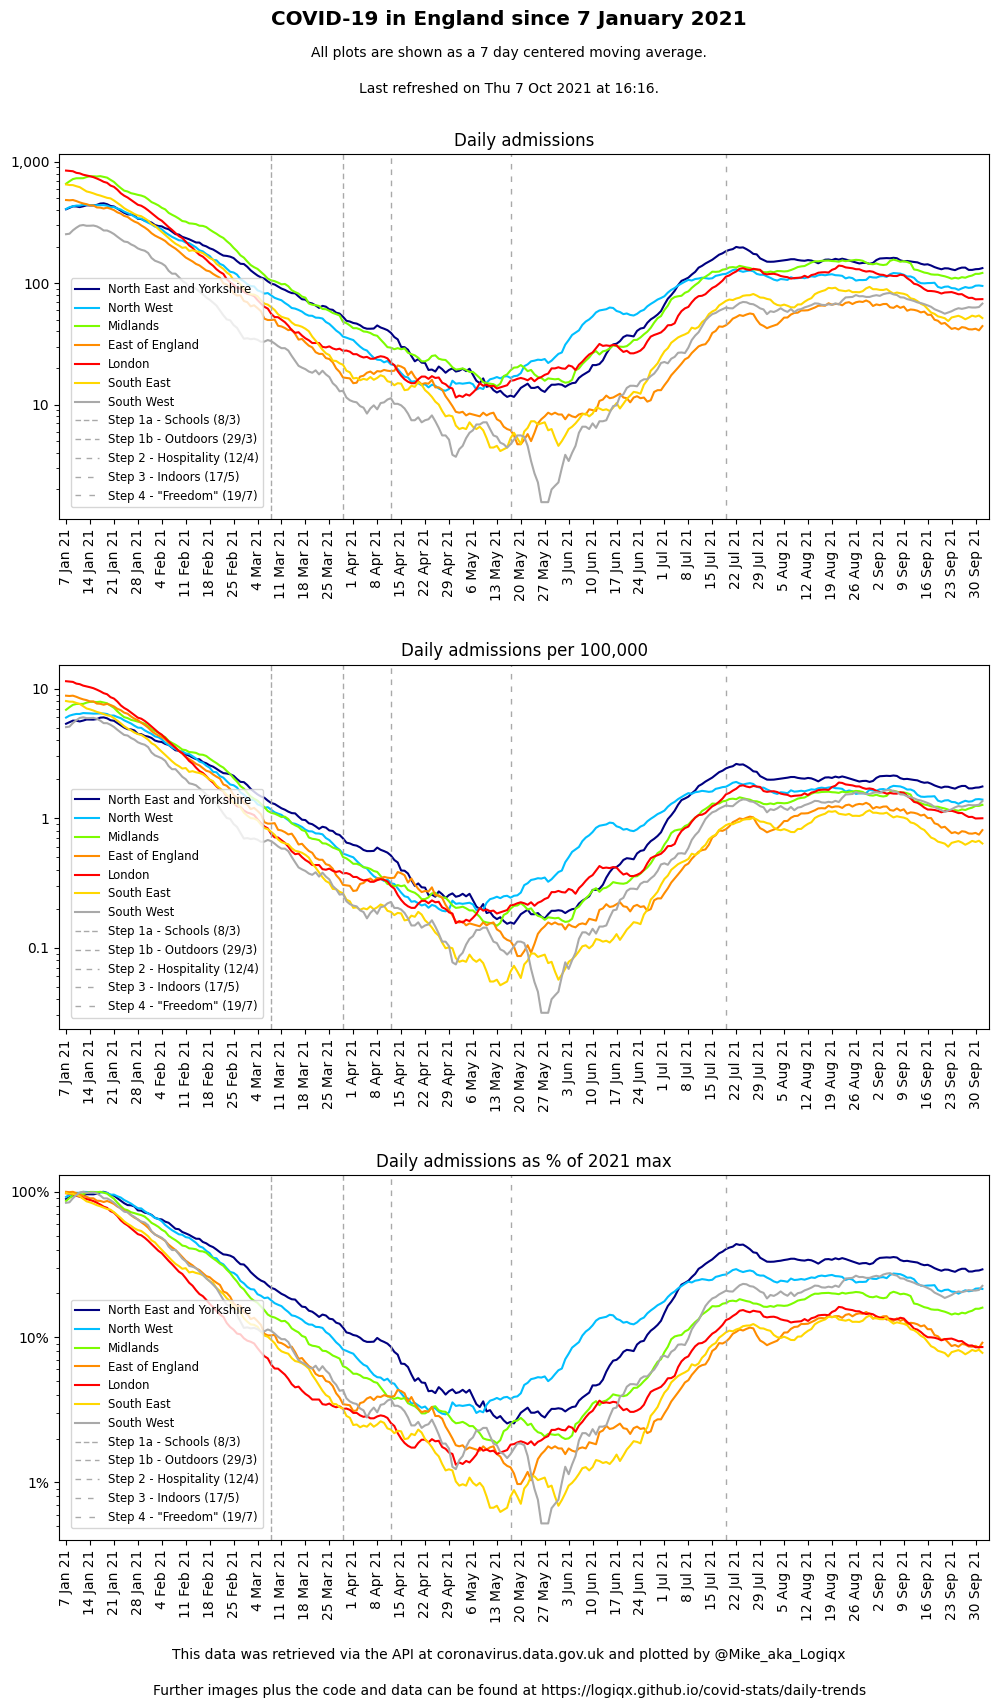 COVID-19 in England since 7 January 2021
All plots are shown as a 7 day centered moving average.
Last refreshed on Thu 7 Oct 2021 at 16:16.
Daily admissions
1,000
100
10
North East and Yorkshire
North West
Midlands
East of England
London
South East
South West
Step 1a - Schools (8/3)
Step 1b - Outdoors (29/3)
Step 2 - Hospitality (12/4)
Step 3 - Indoors (17/5)
Step 4 - "Freedom" (19/7)
7 Jan 21
14 Jan 21
21 Jan 21
28 Jan 21
4 Feb 21
11 Feb 21
18 Feb 21
25 Feb 21
4 Mar 21
11 Mar 21
18 Mar 21
25 Mar 21
1 Apr 21
8 Apr 21
15 Apr 21
22 Apr 21
29 Apr 21
6 May 21
13 May 21
20 May 21
27 May 21
3 Jun 21
10 Jun 21
17 Jun 21
24 Jun 21
1 Jul 21
8 Jul 21
15 Jul 21
22 Jul 21
29 Jul 21
5 Aug 21
12 Aug 21
19 Aug 21
26 Aug 21
2 Sep 21
9 Sep 21
16 Sep 21
23 Sep 21
30 Sep 21
Daily admissions per 100,000
10
1
0.1
North East and Yorkshire
North West
Midlands
East of England
London
South East
South West
Step 1a - Schools (8/3)
Step 1b - Outdoors (29/3)
Step 2 - Hospitality (12/4)
Step 3 - Indoors (17/5)
Step 4 - "Freedom" (19/7)
7 Jan 21
14 Jan 21
21 Jan 21
28 Jan 21
4 Feb 21
11 Feb 21
18 Feb 21
25 Feb 21
4 Mar 21
11 Mar 21
18 Mar 21
25 Mar 21
1 Apr 21
8 Apr 21
15 Apr 21
22 Apr 21
29 Apr 21
6 May 21
13 May 21
20 May 21
27 May 21
3 Jun 21
10 Jun 21
17 Jun 21
24 Jun 21
1 Jul 21
8 Jul 21
15 Jul 21
22 Jul 21
29 Jul 21
5 Aug 21
12 Aug 21
19 Aug 21
26 Aug 21
2 Sep 21
9 Sep 21
16 Sep 21
23 Sep 21
30 Sep 21
Daily admissions as % of 2021 max
100%
10%
1%
North East and Yorkshire
North West
Midlands
East of England
London
South East
South West
Step 1a - Schools (8/3)
Step 1b - Outdoors (29/3)
Step 2 - Hospitality (12/4)
Step 3 - Indoors (17/5)
Step 4 - "Freedom" (19/7)
7 Jan 21
14 Jan 21
21 Jan 21
28 Jan 21
4 Feb 21
11 Feb 21
18 Feb 21
25 Feb 21
4 Mar 21
11 Mar 21
18 Mar 21
25 Mar 21
1 Apr 21
8 Apr 21
15 Apr 21
22 Apr 21
29 Apr 21
6 May 21
13 May 21
20 May 21
27 May 21
3 Jun 21
10 Jun 21
17 Jun 21
24 Jun 21
1 Jul 21
8 Jul 21
15 Jul 21
22 Jul 21
29 Jul 21
5 Aug 21
12 Aug 21
19 Aug 21
26 Aug 21
2 Sep 21
9 Sep 21
16 Sep 21
23 Sep 21
30 Sep 21
This data was retrieved via the API at coronavirus.data.gov.uk and plotted by @Mike_aka_Logiqx
Further images plus the code and data can be found at https://logiqx.github.io/covid-stats/daily-trends